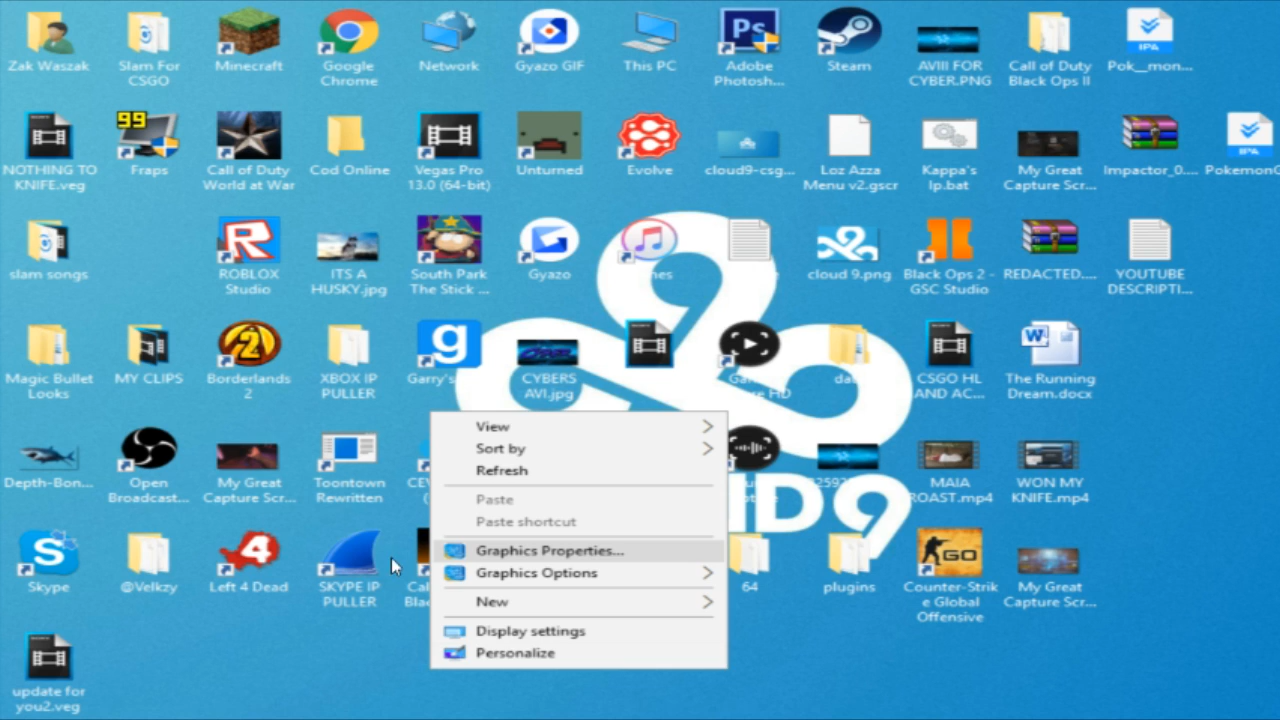 Zak Waszak
Slam For
CSGO
Minecraft
Google
Chrome
Network
Gyazo GIF
This PC
Ps
Adobe
Photosh...
Steam
AVIII FOR
CYBER.PNG
Call of Duty
Black Ops II
IPA
Pok__mon...
NOTHING TO
KNIFE.veg
99
Fraps
Call of Duty
World at War
Cod Online
Vegas Pro
13.0 (64-bit)
Unturned
Evolve
cloud9-csg...
Loz Azza
Menu v2.gscr
Kappa's
Ip.bat
My Great
Capture Scr...
Impactor_0....
IPA
PokemonG
slam songs
ROBLOX
Studio
ITS A
HUSKY.jpg
South Park
The Stick ...
Gyazo
cloud 9.png
Black Ops 2 -
GSC Studio
REDACTED....
YOUTUBE
DESCRIPTI...
Magic Bullet
Looks
MY CLIPS
2
Borderlands
2
XBOX IP
PULLER
g
Garry's
CYBERS
AVI.jpg
CSGO HL
AND AC...
W
The Running
Dream.docx
Depth-Bon...
Open
Broadcast...
My Great
Capture Scr...
Toontown
Rewritten
MAIA
ROAST.mp4
WON MY
KNIFE.mp4
S
Skype
@Velkzy
4
Left 4 Dead
SKYPE IP
PULLER
64
plugins
GO
Counter-Strik
e Global
Offensive
My Great
Capture Scr...
update for
you2.veg
View
Sort by
Refresh
Paste
Paste shortcut
Graphics Properties...
Graphics Options
New
Display settings
Personalize